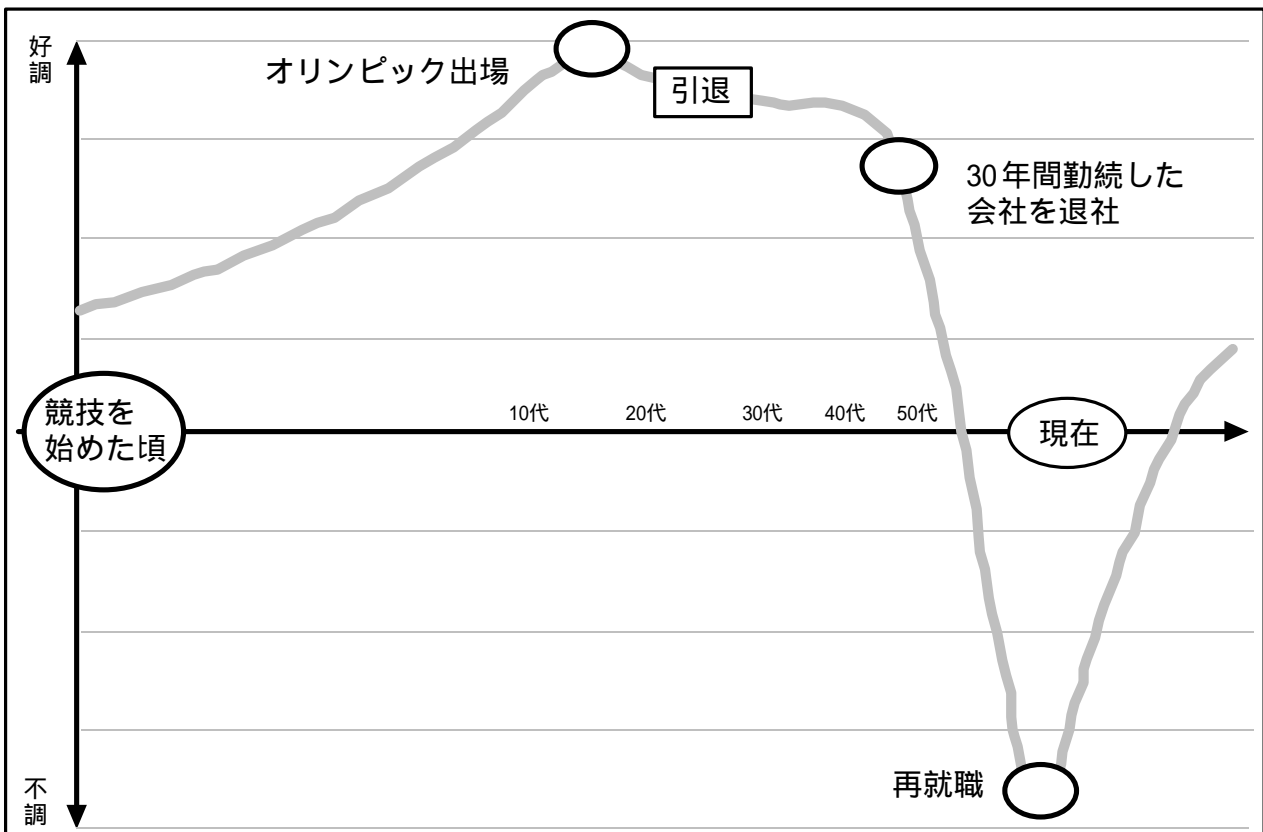 好調
オリンピック出場
引退
30年間勤続した
会社を退社
競技を
始めた頃
10代
20代
30代
40代
50代
現在
再就職
不調